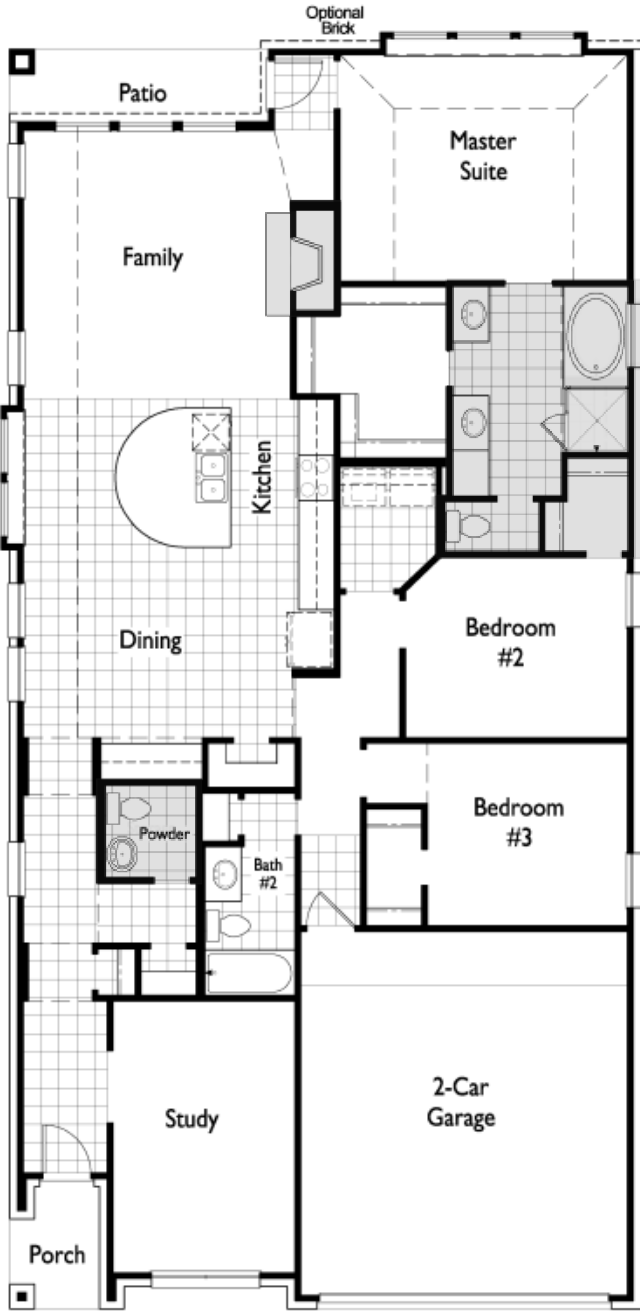 Optional
Brick
Patio
Master
Suite
Family
Kitchen
Dining
Bedroom
#2
Bedroom
#3
Powder
Bath
#2
2-Car
Garage
Study
Porch